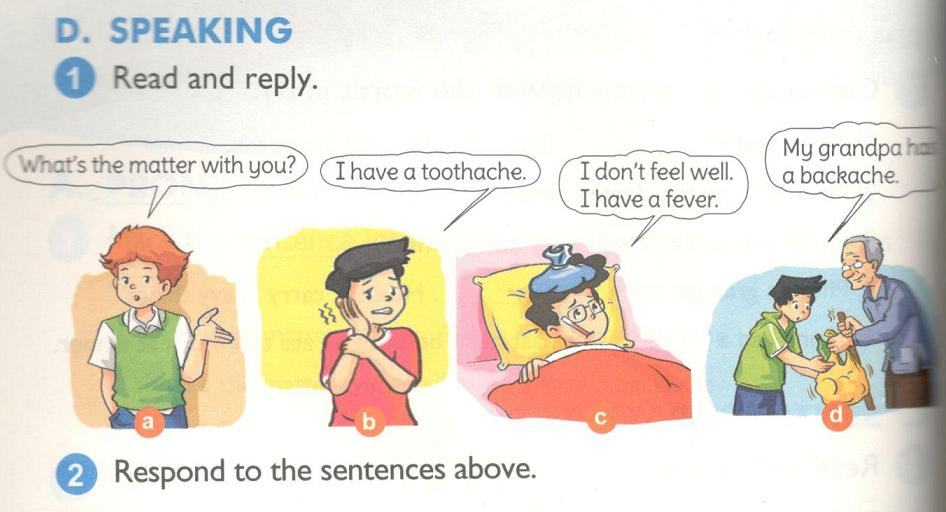 D. SPEAKING
1 Read and reply.
What's the matter with you?
I have a toothache.
I don't feel well.
I have a fever.
My grandpa has
a backache.
a
b
c
d
2 Respond to the sentences above.